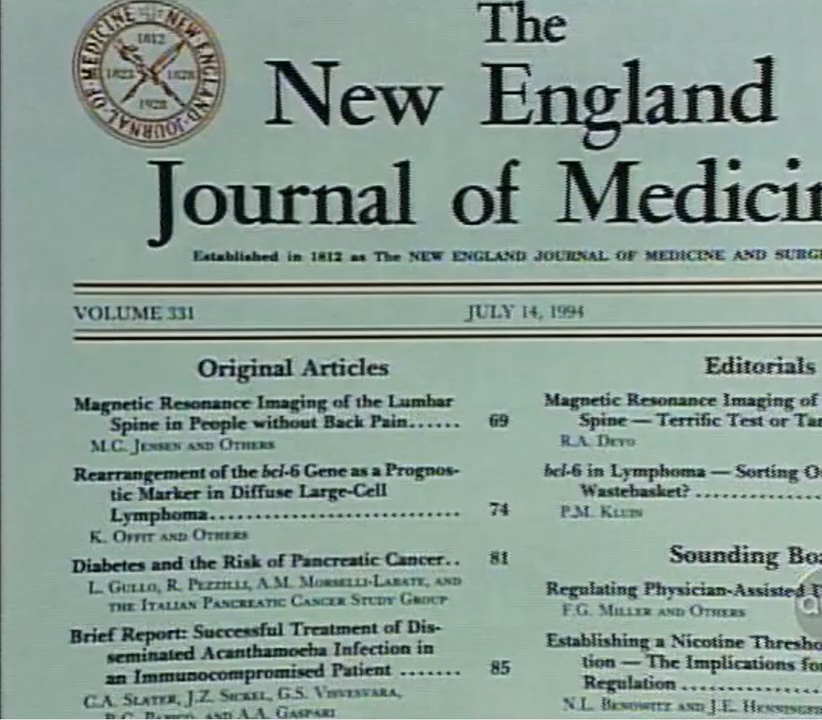 JOURNAL OF MEDICINE NEW ENGLAND
1812
1823 1828
1928
The
New England
Journal of Medicin
Established in 1812 as The NEW ENGLAND JOURNAL OF MEDICINE AND SURG
VOLUME 331 JULY 14, 1994
Original Articles
Magnetic Resonance Imaging of the Lumbar
Spine in People without Back Pain...... 69
M.C. JENSEN AND OTHERS
Rearrangement of the bcl-6 Gene as a Prognos-
tic Marker in Diffuse Large-Cell
Lymphoma............................ 74
K. OFFIT AND OTHERS
Diabetes and the Risk of Pancreatic Cancer.. 81
L. GULLO, R. PEZZILLI, A.M. MORSELLI-LABATE, AND
THE ITALIAN PANCREATIC CANCER STUDY GROUP
Brief Report: Successful Treatment of Dis-
seminated Acanthamoeba Infection in
an Immunocompromised Patient ....... 85
C.A. SLATER, J.Z. SICKEL, G.S. VISVESVARA,
AND A.A. GASPARI
Editorials
Magnetic Resonance Imaging of
Spine — Terrific Test or Tar
R.A. DEYO
bcl-6 in Lymphoma — Sorting O
Wastebasket? .............
P.M. KLUIN
Sounding Boa
Regulating Physician-Assisted
F.G. MILLER AND OTHERS
Establishing a Nicotine Thresho
tion — The Implications for
Regulation ...............
N.L. BENOWITZ AND J.E. HENNINGFI